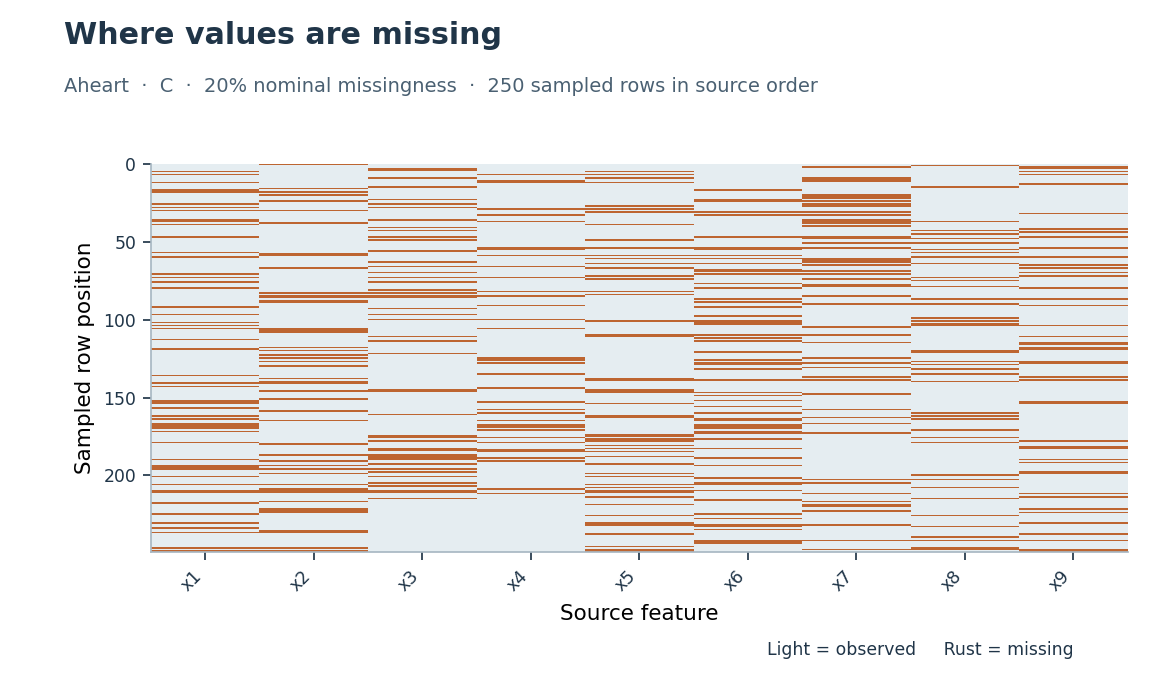 Where values are missing
Aheart · C · 20% nominal missingness · 250 sampled rows in source order
Sampled row position
0
50
100
150
200
x1
x2
x3
x4
x5
x6
x7
x8
x9
Source feature
Light = observed Rust = missing